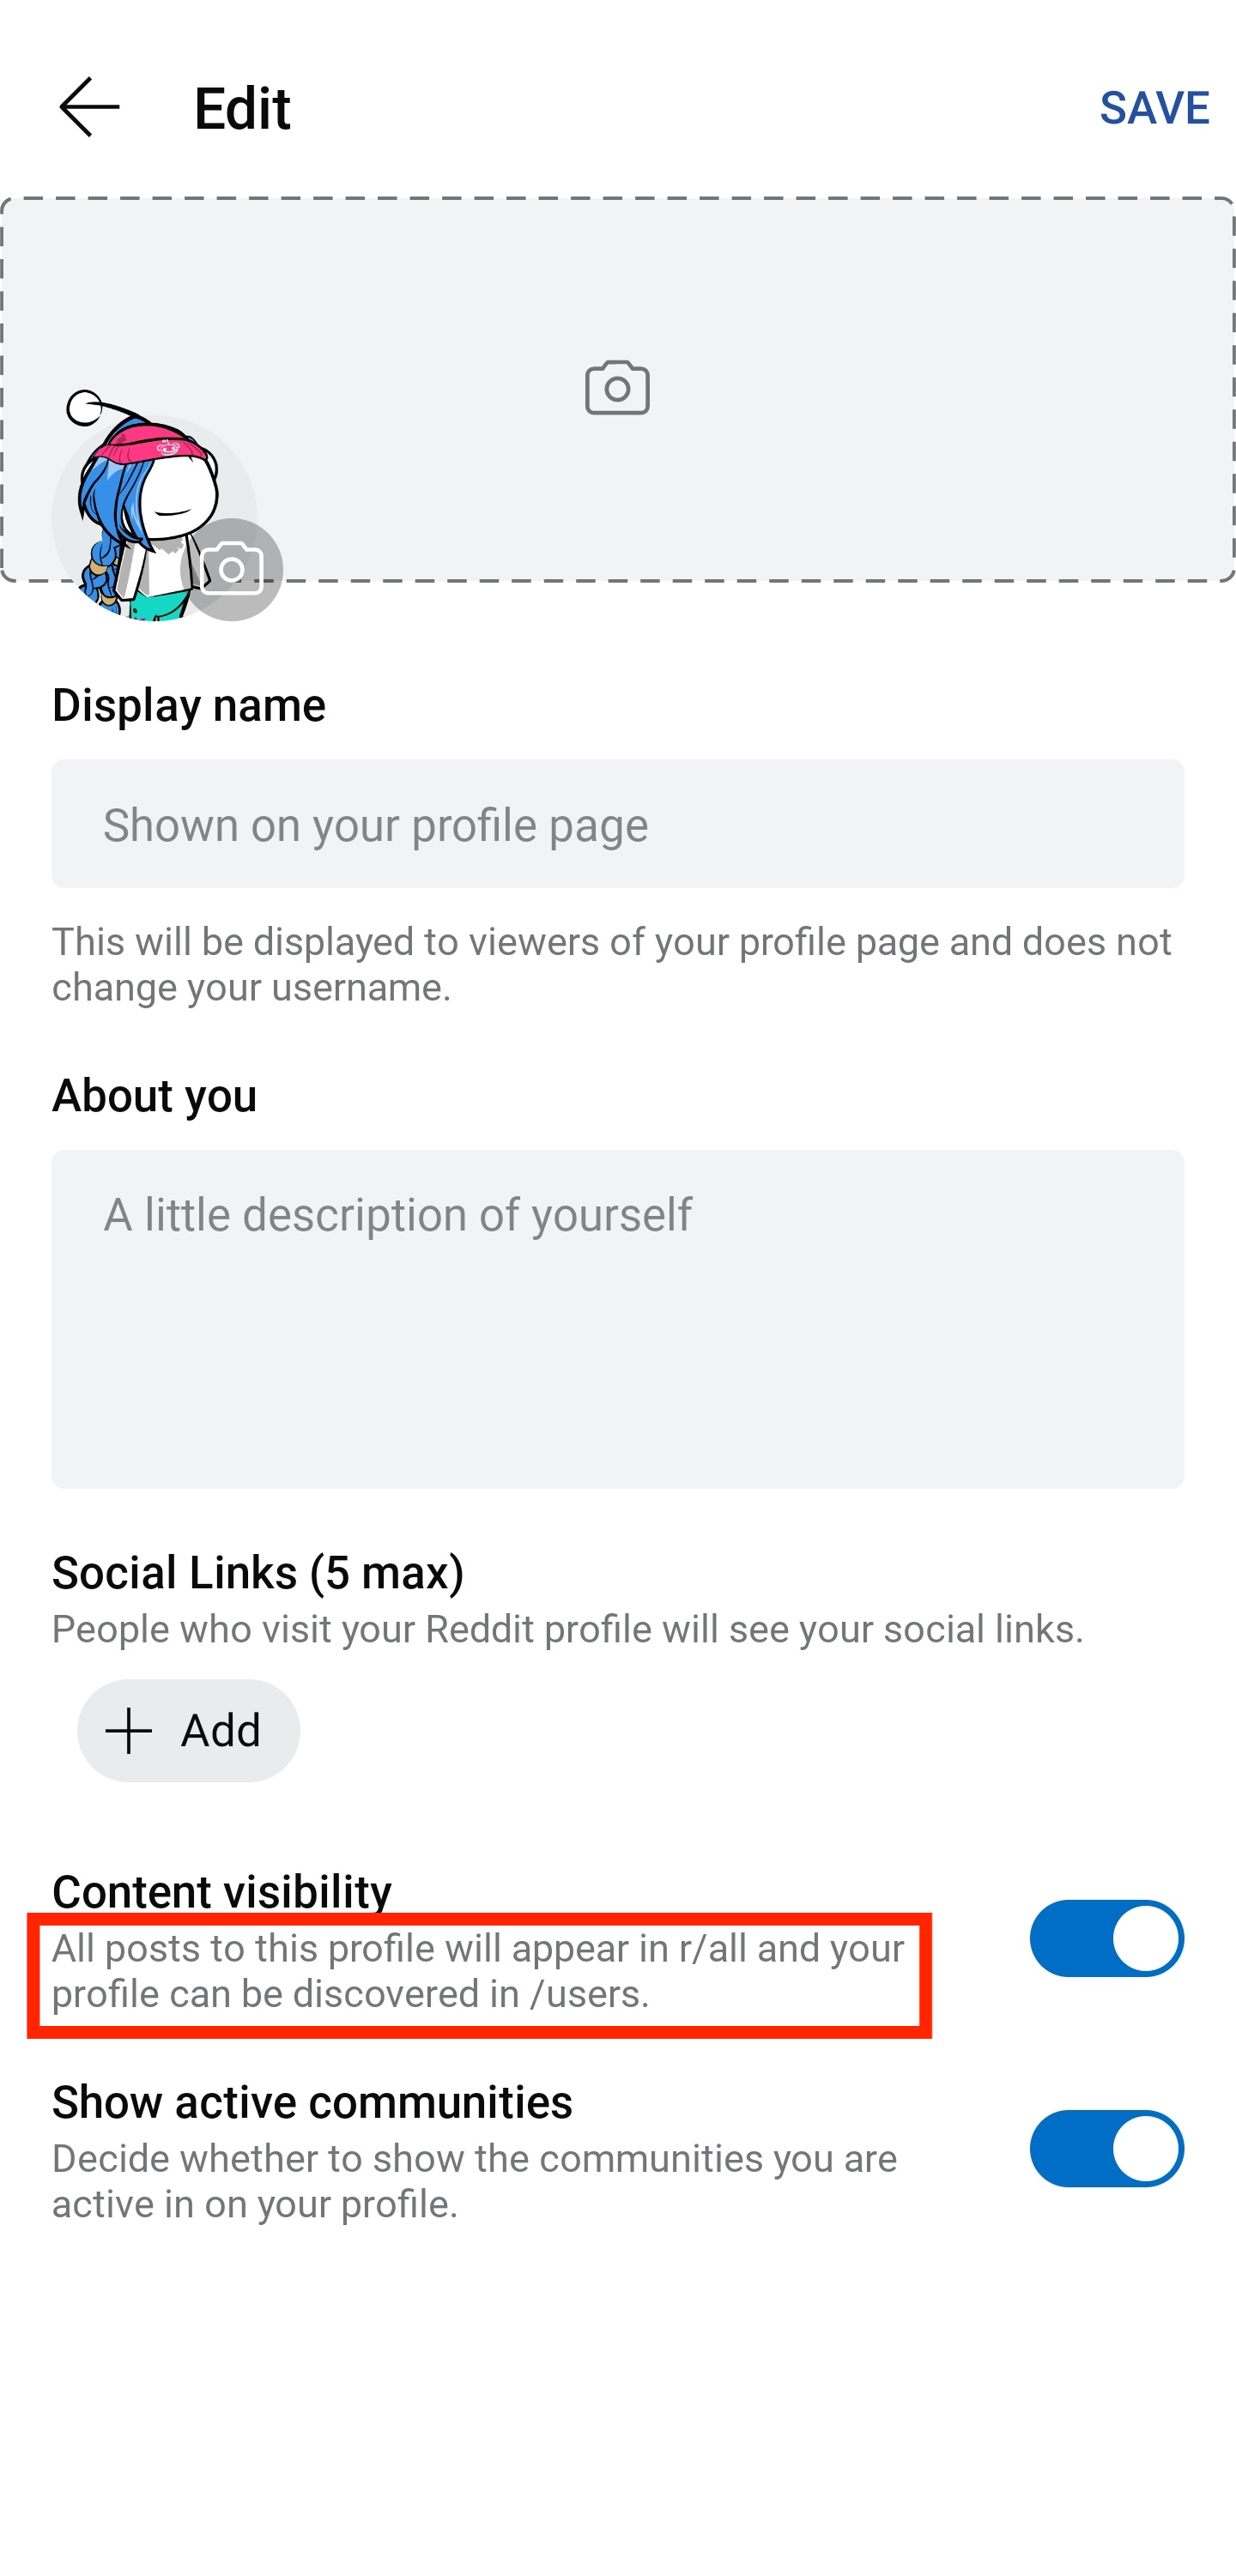 Edit
SAVE
Display name
Shown on your profile page
This will be displayed to viewers of your profile page and does not
change your username.
About you
A little description of yourself
Social Links (5 max)
People who visit your Reddit profile will see your social links.
Add
Content visibility
All posts to this profile will appear in r/all and your
profile can be discovered in /users.
Show active communities
Decide whether to show the communities you are
active in on your profile.